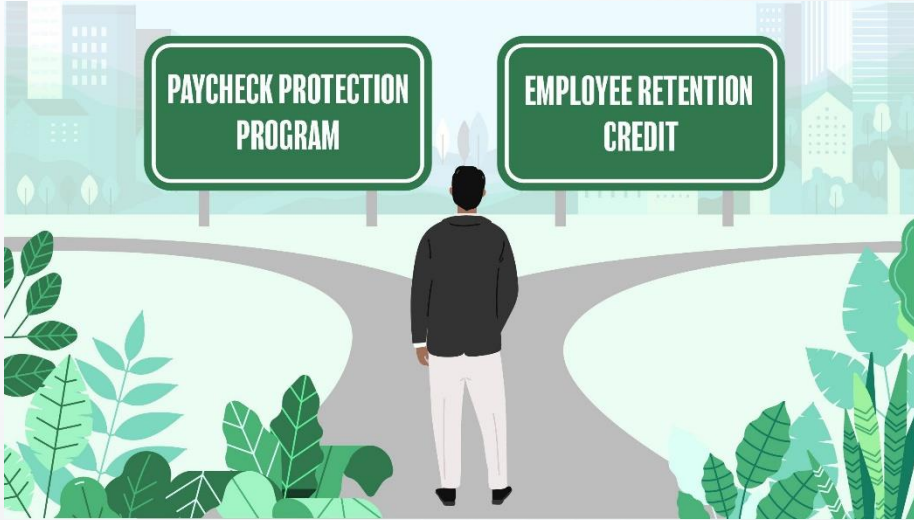 PAYCHECK PROTECTION
PROGRAM
EMPLOYEE RETENTION
CREDIT